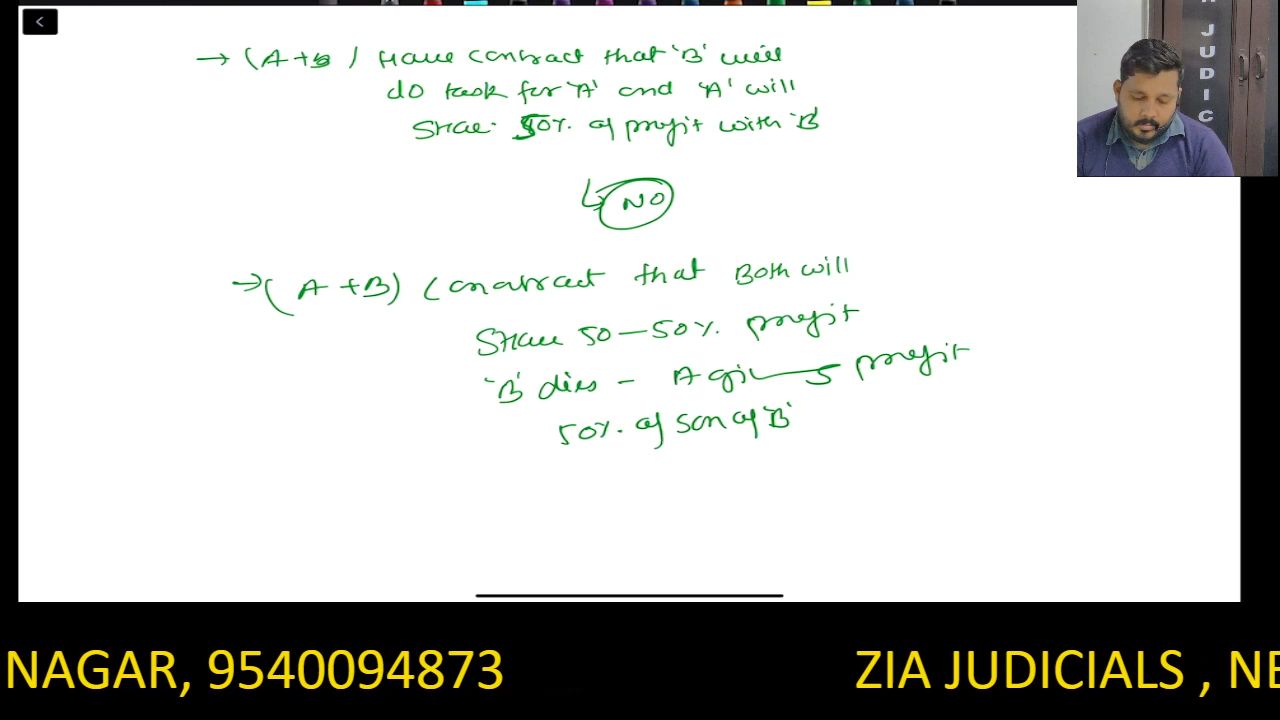 → (A+B) Have contract that 'B' will
do task for 'A' and 'A' will
Share 50% of profit with 'B'
↳ NO
→ (A+B) Contract that Both will
Share 50-50% profit
'B' dies - A profit
50% of son of 'B'
JUDIC
NAGAR, 9540094873 ZIA JUDICIALS , NE